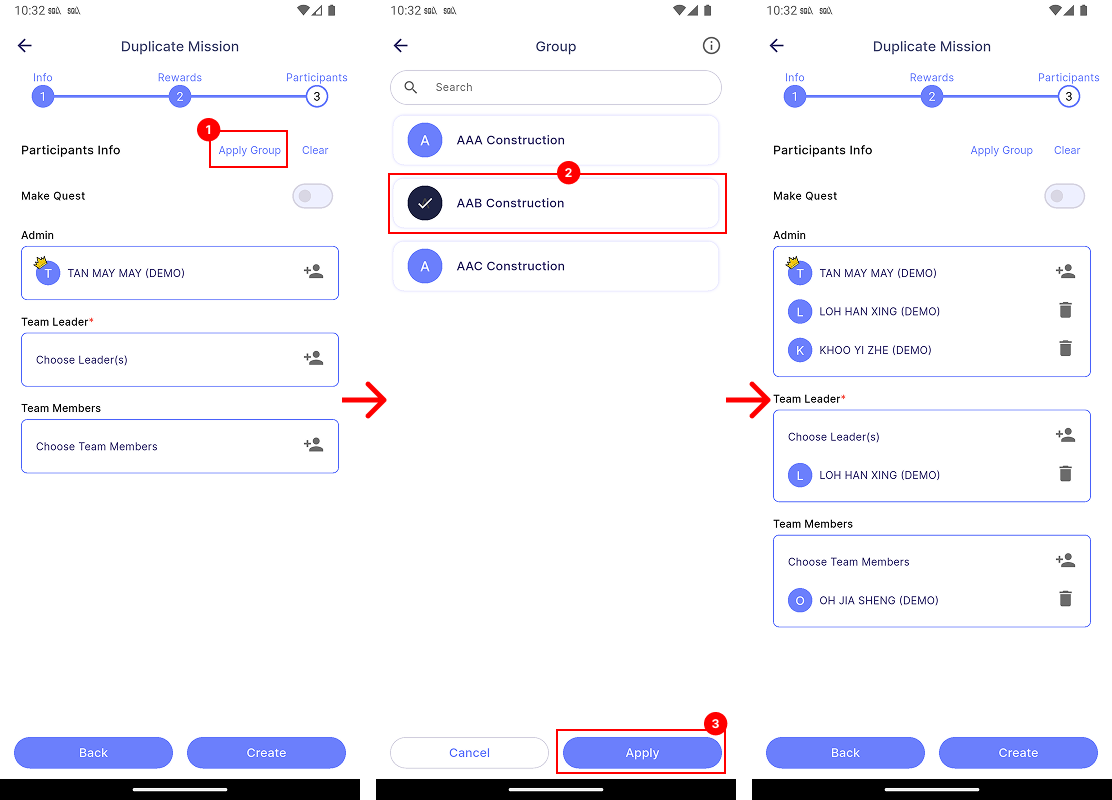 10:32
Duplicate Mission
Info Rewards Participants
1 2 3
1
Participants Info Apply Group Clear
Make Quest
Admin
T TAN MAY MAY (DEMO)
Team Leader*
Choose Leader(s)
Team Members
Choose Team Members
Back Create
10:32
Group
Search
A AAA Construction
2
AAB Construction
A AAC Construction
3
Cancel Apply
10:32
Duplicate Mission
Info Rewards Participants
1 2 3
Participants Info Apply Group Clear
Make Quest
Admin
T TAN MAY MAY (DEMO)
L LOH HAN XING (DEMO)
K KHOO YI ZHE (DEMO)
Team Leader*
Choose Leader(s)
L LOH HAN XING (DEMO)
Team Members
Choose Team Members
O OH JIA SHENG (DEMO)
Back Create